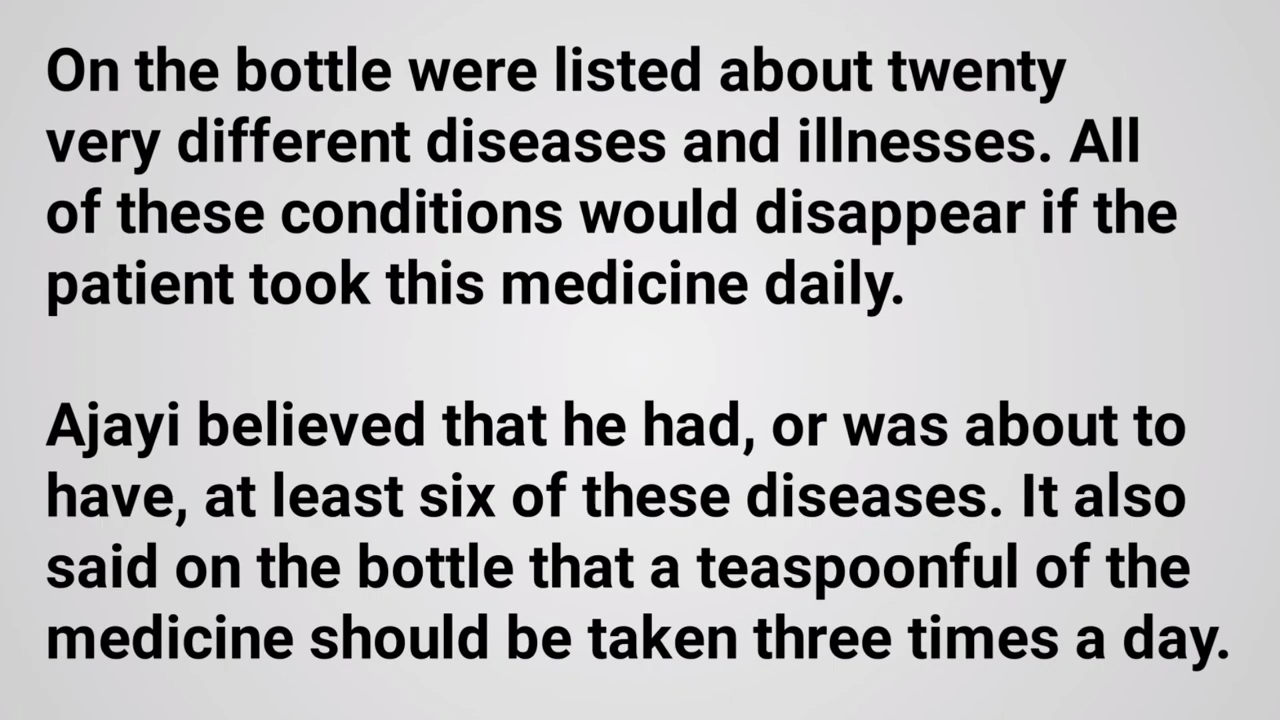 On the bottle were listed about twenty
very different diseases and illnesses. All
of these conditions would disappear if the
patient took this medicine daily.
Ajayi believed that he had, or was about to
have, at least six of these diseases. It also
said on the bottle that a teaspoonful of the
medicine should be taken three times a day.